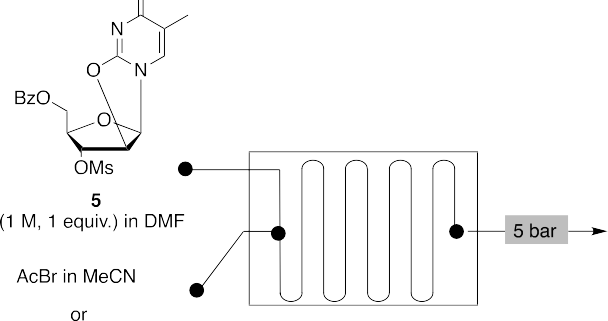 N
O
N
BzO
O
OMs
5
(1 M, 1 equiv.) in DMF
5 bar
AcBr in MeCN
or